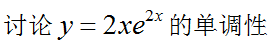 讨论 y = 2xe^{2x} 的单调性